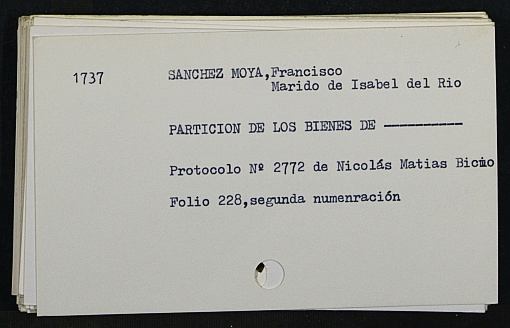 1737
SANCHEZ MOYA,Francisco
Marido de Isabel del Rio
PARTICION DE LOS BIENES DE ----------
Protocolo Nº 2772 de Nicolás Matias
Folio 228,segunda numenración